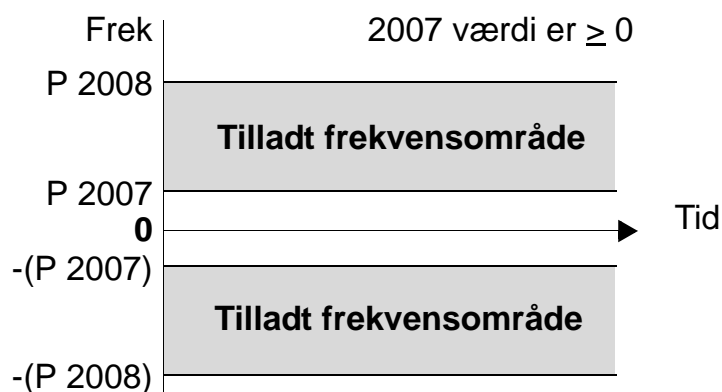 Frek 2007 værdi er ≥ 0
P 2008
Tilladt frekvensområde
P 2007
0
Tid
-(P 2007)
Tilladt frekvensområde
-(P 2008)